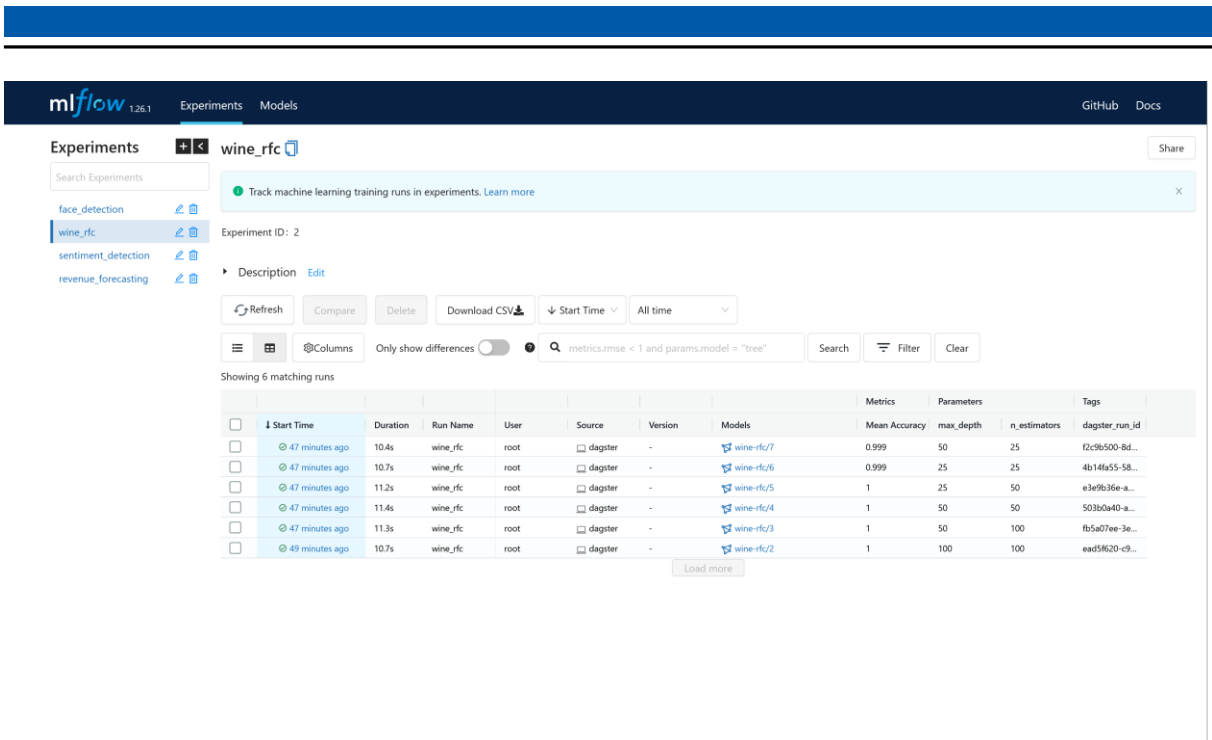 mlflow 1.26.1 Experiments Models GitHub Docs
Experiments + < wine_rfc Share
Search Experiments
Track machine learning training runs in experiments. Learn more
face_detection
wine_rfc Experiment ID: 2
sentiment_detection
revenue_forecasting Description Edit
Refresh Compare Delete Download CSV Start Time All time
Columns Only show differences metrics.rmse < 1 and params.model = "tree" Search Filter Clear
Showing 6 matching runs
Metrics Parameters Tags
Start Time Duration Run Name User Source Version Models Mean Accuracy max_depth n_estimators dagster_run_id
47 minutes ago 10.4s wine_rfc root dagster - wine-rfc/7 0.999 50 25 f2c9b500-8d...
47 minutes ago 10.7s wine_rfc root dagster - wine-rfc/6 0.999 25 25 4b14fa55-58...
47 minutes ago 11.2s wine_rfc root dagster - wine-rfc/5 1 25 50 e3e9b36e-a...
47 minutes ago 11.4s wine_rfc root dagster - wine-rfc/4 1 50 50 503b0a40-a...
47 minutes ago 11.3s wine_rfc root dagster - wine-rfc/3 1 50 100 fb5a07ee-3e...
49 minutes ago 10.7s wine_rfc root dagster - wine-rfc/2 1 100 100 ead5f620-c9...
Load more